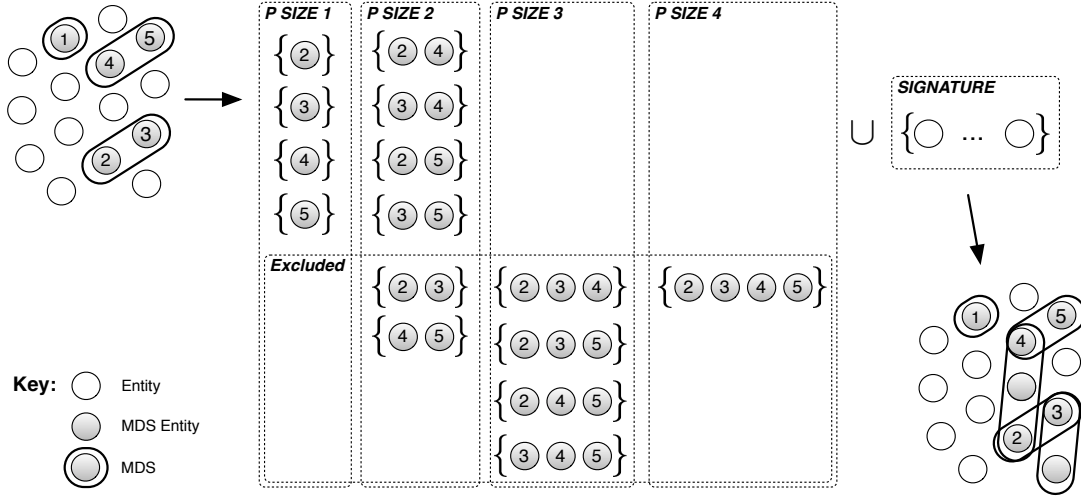 P SIZE 1
P SIZE 2
P SIZE 3
P SIZE 4
1
5
4
3
2
{ 2 }
{ 3 }
{ 4 }
{ 5 }
{ 2 4 }
{ 3 4 }
{ 2 5 }
{ 3 5 }
∪
SIGNATURE
{ ... }
Excluded
{ 2 3 }
{ 4 5 }
{ 2 3 4 }
{ 2 3 5 }
{ 2 4 5 }
{ 3 4 5 }
{ 2 3 4 5 }
1
5
4
3
2
Key:
Entity
MDS Entity
MDS